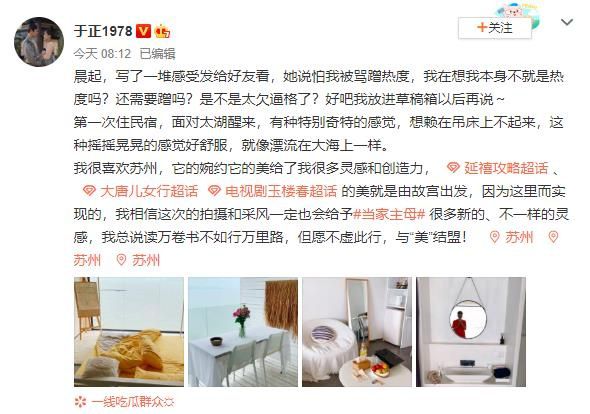 于正1978
+关注
今天 08:12 已编辑
晨起，写了一堆感受发给好友看，她说怕我被骂蹭热度，我在想我本身不就是热
度吗？还需要蹭吗？是不是太欠逼格了？好吧我放进草稿箱以后再说～
第一次住民宿，面对太湖醒来，有种特别奇特的感觉，想赖在吊床上不起来，这
种摇摇晃晃的感觉好舒服，就像漂流在大海上一样。
我很喜欢苏州，它的婉约它的美给了我很多灵感和创造力， 延禧攻略超话 、
大唐儿女行超话 电视剧玉楼春超话 的美就是由故宫出发，因为这里而实
现的，我相信这次的拍摄和采风一定也会给予#当家主母 很多新的、不一样的灵
感，我总说读万卷书不如行万里路，但愿不虚此行，与“美”结盟！ 苏州
苏州 苏州
一线吃瓜群众